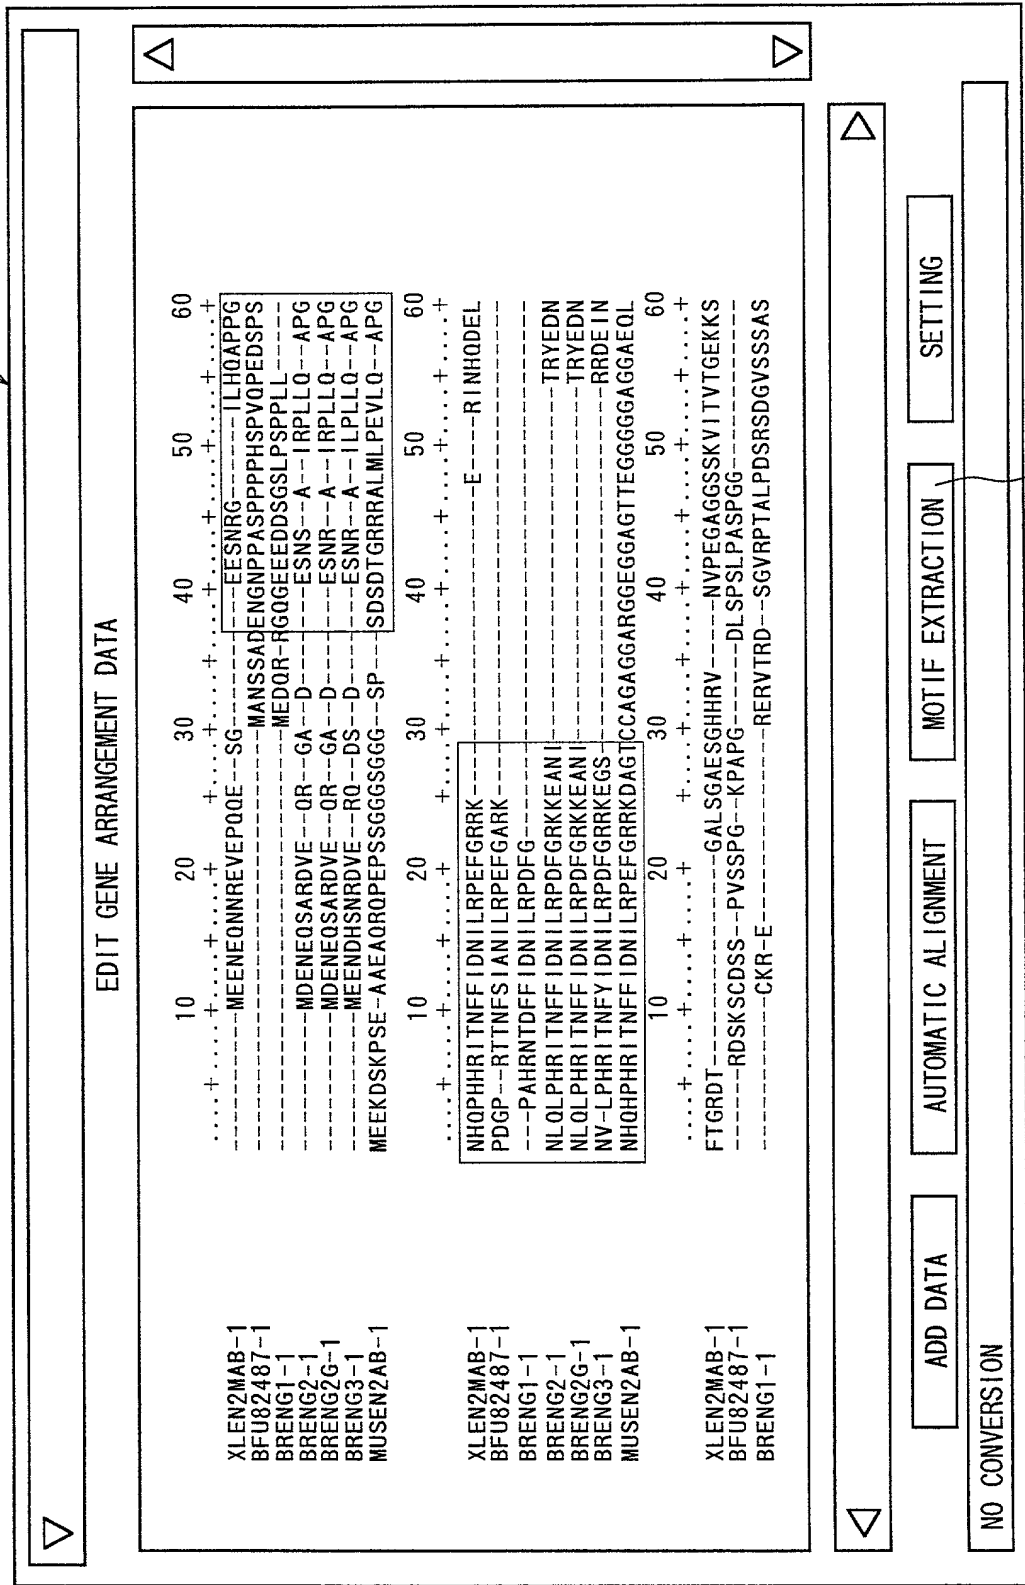 EDIT GENE ARRANGEMENT DATA
10 20 30 40 50 60
....+....+....+....+....+....+....+....+....+....+....+....+
XLEN2MAB-1 ----------MEENEQNNREVEPQQE--SG---------EESNRG------ILHQAPPG
BFU82487-1 ------------------------------MANSSADENGNPPASPPPPHSPVQPEDSPS
BRENG1-1 ------------------------------MEDQR-RGQGEEEDDSGSLPSPPLL-----
BRENG2-1 ----------MDENEQSARDVE--QR--GA--D-------ESNS--A--IRPLLQ--APG
BRENG2G-1 ----------MDENEQSARDVE--QR--GA--D-------ESNR--A--IRPLLQ--APG
BRENG3-1 ----------MEENDHSNRDVE--RQ--DS--D-------ESNR--A--ILPLLQ--APG
MUSEN2AB-1 MEEKDSKPSE-AAEAQRQPEPSSGGGSGGG--SP---SDSDTGRRRALMLPEVLQ--APG
10 20 30 40 50 60
....+....+....+....+....+....+....+....+....+....+....+....+
XLEN2MAB-1 NHQPHHRITNFFIDNILRPEFGRRK---------------------E----RINHQDEL
BFU82487-1 PDGP--RTTNFSIANILRPEFGARK-----------------------------------
BRENG1-1 ---PAHRNTDFFIDNILRPDFG--------------------------------------
BRENG2-1 NLQLPHRITNFFIDNILRPDFGRKKEANI-------------------------TRYEDN
BRENG2G-1 NLQLPHRITNFFIDNILRPDFGRKKEANI-------------------------TRYEDN
BRENG3-1 NV-LPHRITNFYIDNILRPDFGRRKEGS--------------------------RRDEIN
MUSEN2AB-1 NHQHPHRITNFFIDNILRPEFGRRKDAGTCCAGAGGARGGEGGAGTTEGGGGGAGGAEQL
10 20 30 40 50 60
....+....+....+....+....+....+....+....+....+....+....+....+
XLEN2MAB-1 FTGRDT-------------GALSGAESGHHRV----NVPEGAGGSSKVITVTGEKKS
BFU82487-1 ------RDSKSCDSS--PVSSPG--KPAPG------DLSPSLPASPGG---------
BRENG1-1 -----------CKR-E-----------------RERVTRD--SGVRPTALPDSRSDGVSSSAS
ADD DATA
AUTOMATIC ALIGNMENT
MOTIF EXTRACTION
SETTING
NO CONVERSION